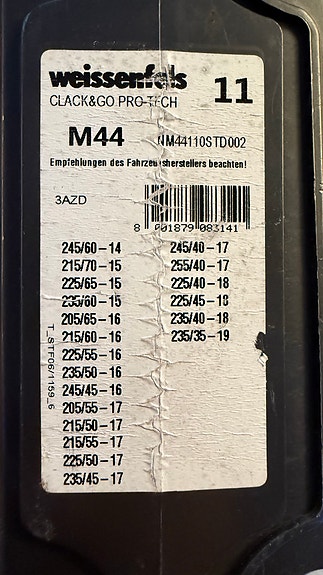 weissenfels
CLACK&GO PRO-TECH
11
M44
NM44110STD002
Empfehlungen des Fahrzeugherstellers beachten!
3AZD
8 001879 083141
245/60-14
215/70-15
225/65-15
235/60-15
205/65-16
215/60-16
225/55-16
235/50-16
245/45-16
205/55-17
215/50-17
215/55-17
225/50-17
235/45-17
245/40-17
255/40-17
225/40-18
225/45-18
235/40-18
235/35-19
T_STF06/1159_6